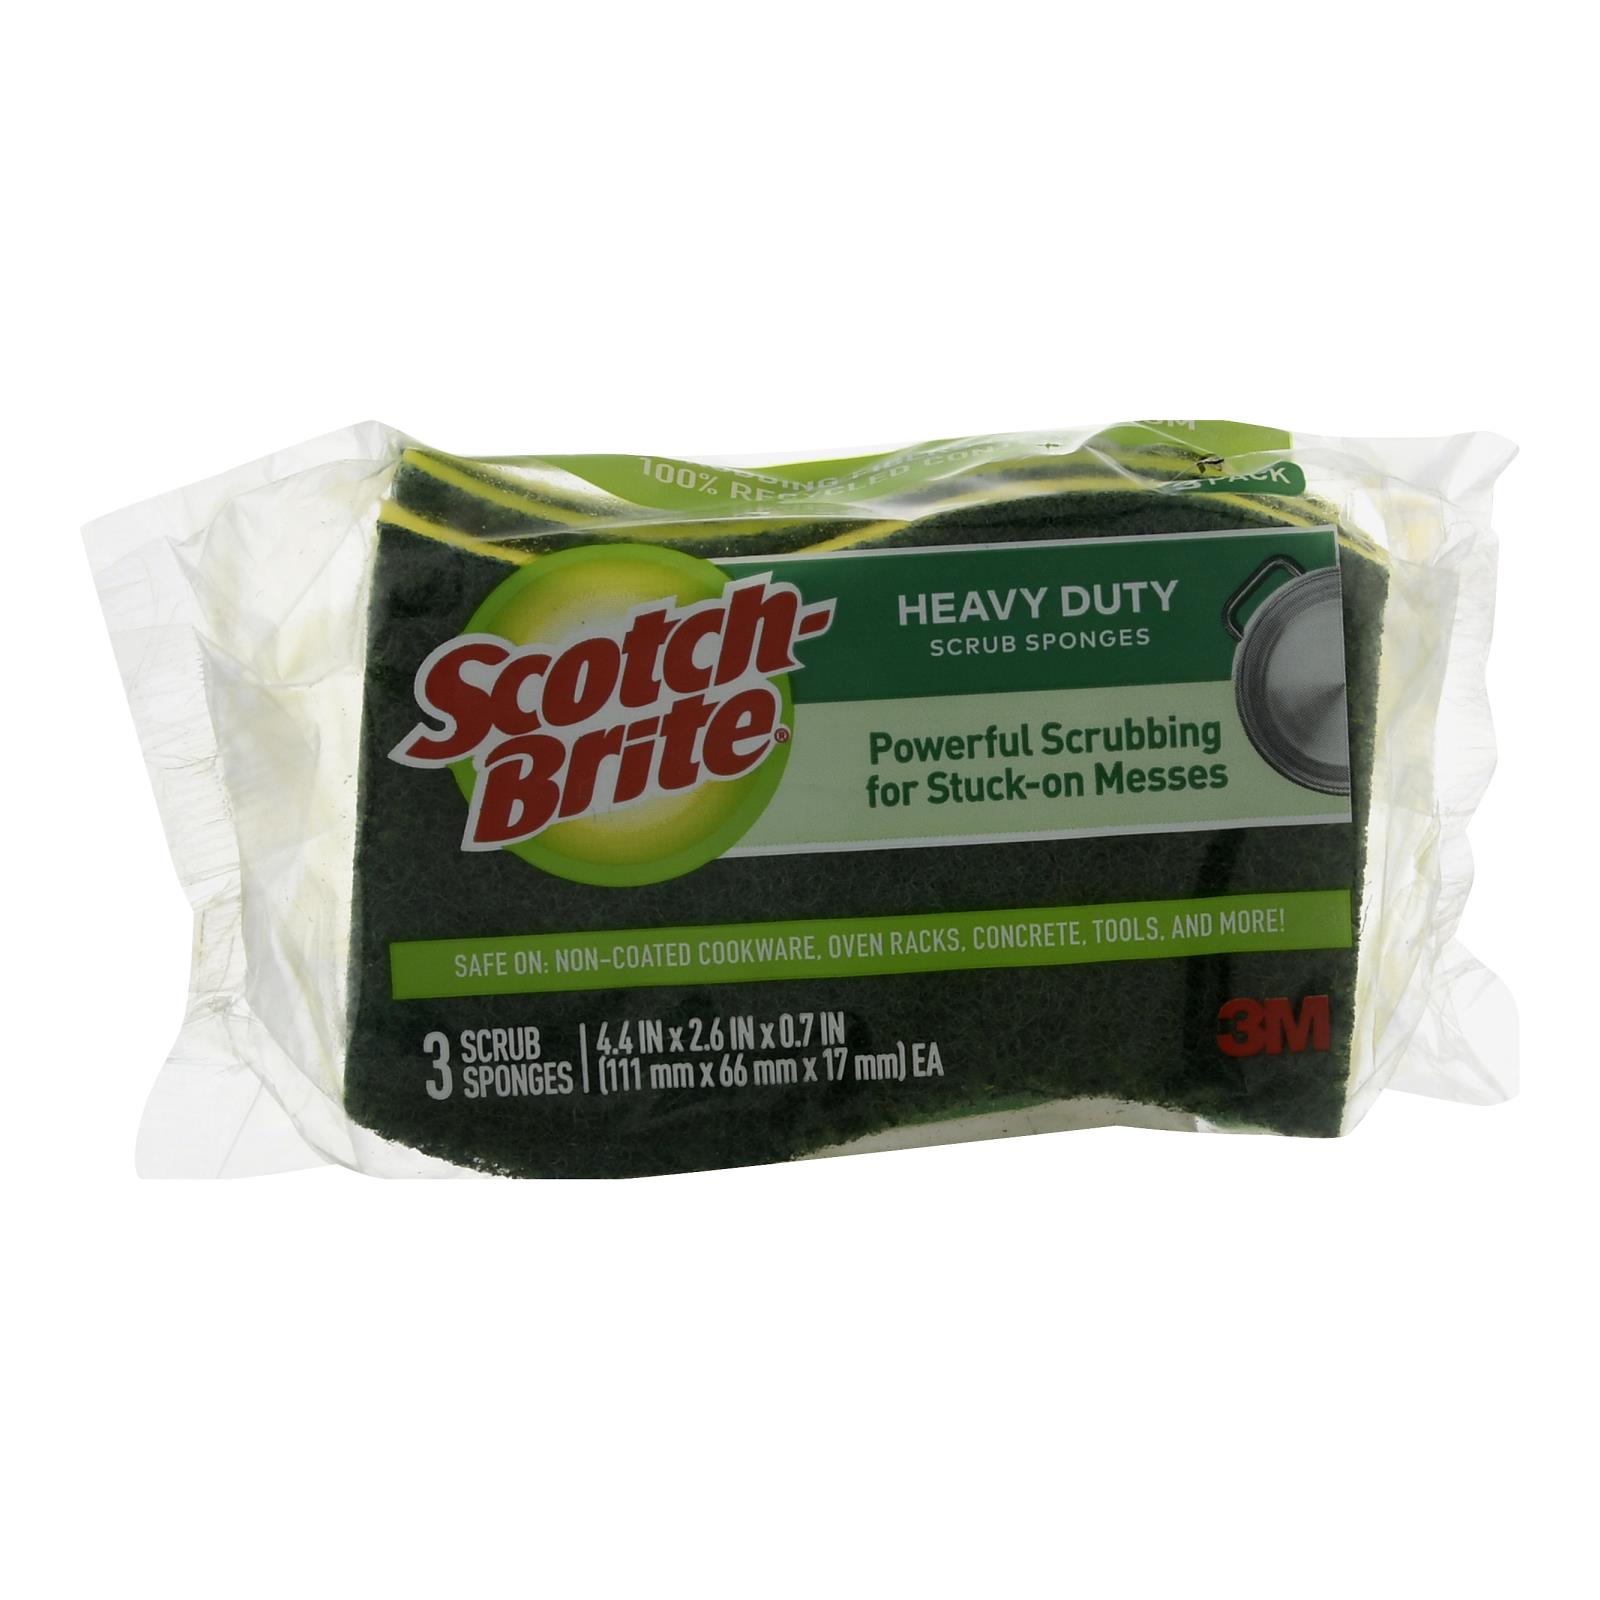 100% RECYCLED
PACK
Scotch-
Brite®
HEAVY DUTY
SCRUB SPONGES
Powerful Scrubbing
for Stuck-on Messes
SAFE ON: NON-COATED COOKWARE, OVEN RACKS, CONCRETE, TOOLS, AND MORE!
3 SCRUB
SPONGES
4.4 IN x 2.6 IN x 0.7 IN
(111 mm x 66 mm x 17 mm) EA
3M